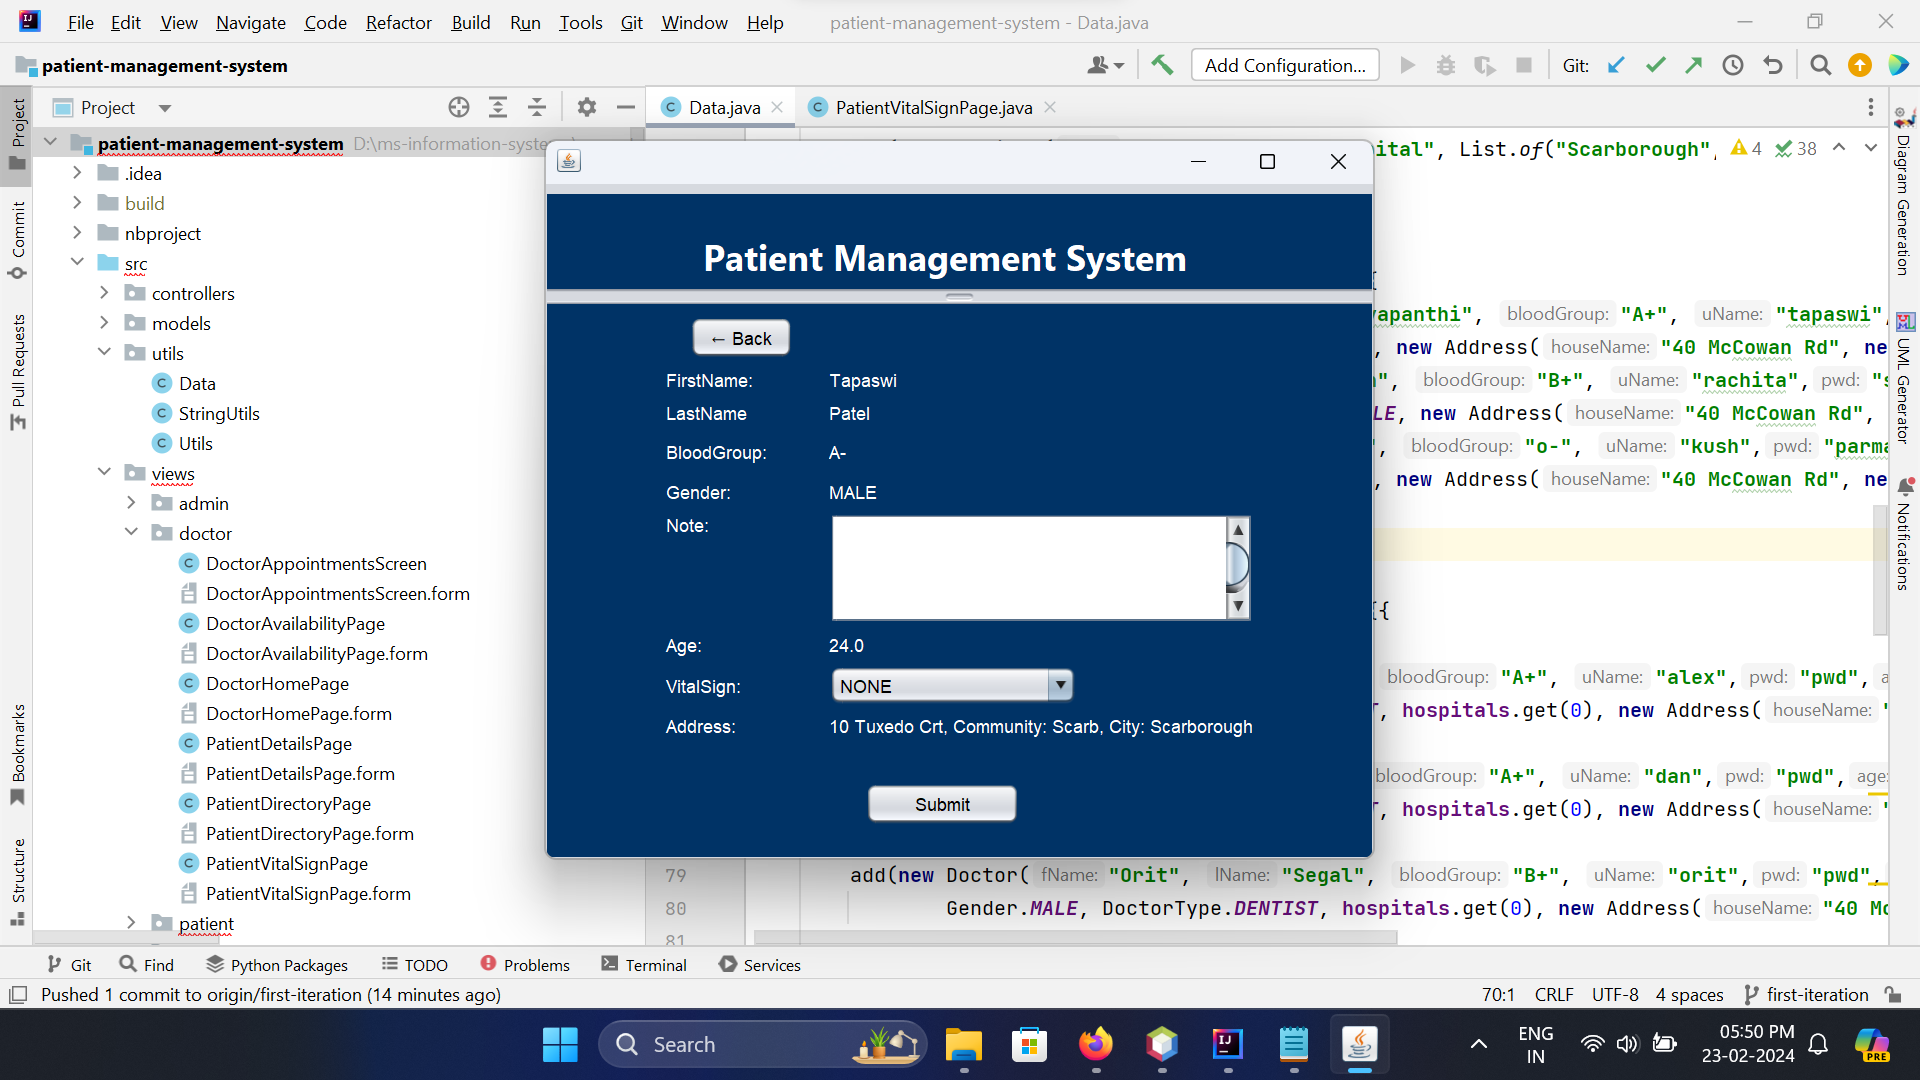 File Edit View Navigate Code Refactor Build Run Tools Git Window Help patient-management-system - Data.java
patient-management-system Add Configuration... Git:
Project Data.java PatientVitalSignPage.java
patient-management-system D:\ms-information-syste
.idea
build
nbproject
src
controllers
models
utils
Data
StringUtils
Utils
views
admin
doctor
DoctorAppointmentsScreen
DoctorAppointmentsScreen.form
DoctorAvailabilityPage
DoctorAvailabilityPage.form
DoctorHomePage
DoctorHomePage.form
PatientDetailsPage
PatientDetailsPage.form
PatientDirectoryPage
PatientDirectoryPage.form
PatientVitalSignPage
PatientVitalSignPage.form
patient
Project
Commit
Pull Requests
Bookmarks
Structure
Patient Management System
← Back
FirstName: Tapaswi
LastName Patel
BloodGroup: A-
Gender: MALE
Note:
Age: 24.0
VitalSign: NONE
Address: 10 Tuxedo Crt, Community: Scarb, City: Scarborough
Submit
ital", List.of("Scarborough", 4 38
{
yapanthi", bloodGroup: "A+", uName: "tapaswi",
, new Address( houseName: "40 McCowan Rd", ne
", bloodGroup: "B+", uName: "rachita", pwd: "s
LE, new Address( houseName: "40 McCowan Rd",
", bloodGroup: "o-", uName: "kush", pwd: "parma
, new Address( houseName: "40 McCowan Rd", ne
{{
bloodGroup: "A+", uName: "alex", pwd: "pwd", a
, hospitals.get(0), new Address( houseName: "
bloodGroup: "A+", uName: "dan", pwd: "pwd", age:
, hospitals.get(0), new Address( houseName: "
79 add(new Doctor( fName: "Orit", lName: "Segal", bloodGroup: "B+", uName: "orit", pwd: "pwd",
80 Gender.MALE, DoctorType.DENTIST, hospitals.get(0), new Address( houseName: "40 Mc
81
Diagram Generation
UML Generator
Notifications
Git Find Python Packages TODO Problems Terminal Services
Pushed 1 commit to origin/first-iteration (14 minutes ago) 70:1 CRLF UTF-8 4 spaces first-iteration
Search
ENG
IN
05:50 PM
23-02-2024
PRE